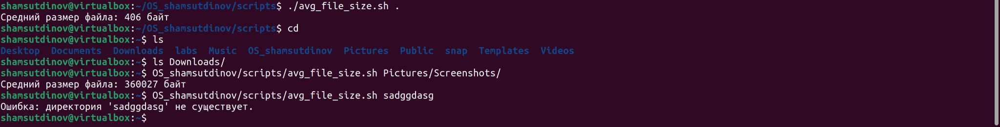 shamsutdinov@virtualbox:~/OS_shamsutdinov/scripts$ ./avg_file_size.sh .
Средний размер файла: 406 байт
shamsutdinov@virtualbox:~/OS_shamsutdinov/scripts$ cd
shamsutdinov@virtualbox:~$ ls
Desktop  Documents  Downloads  labs  Music  OS_shamsutdinov  Pictures  Public  snap  Templates  Videos
shamsutdinov@virtualbox:~$ ls Downloads/
shamsutdinov@virtualbox:~$ OS_shamsutdinov/scripts/avg_file_size.sh Pictures/Screenshots/
Средний размер файла: 360027 байт
shamsutdinov@virtualbox:~$ OS_shamsutdinov/scripts/avg_file_size.sh sadggdasg
Ошибка: директория 'sadggdasg' не существует.
shamsutdinov@virtualbox:~$